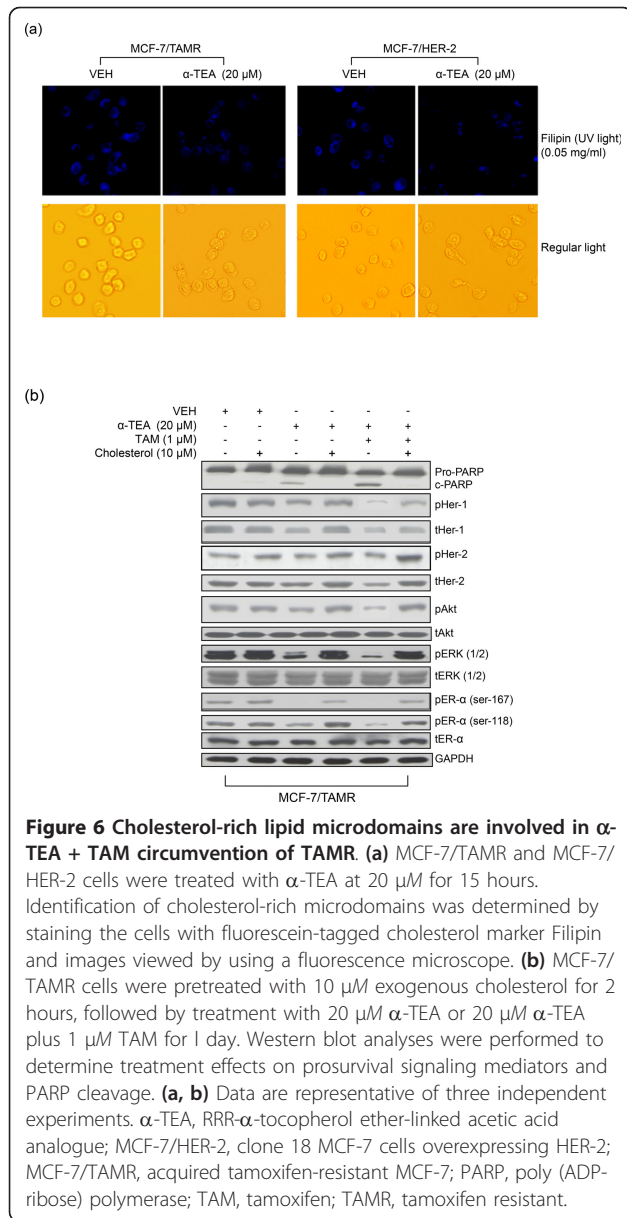 (a)
MCF-7/TAMR
MCF-7/HER-2
VEH
α-TEA (20 μM)
VEH
α-TEA (20 μM)
Filipin (UV light)
(0.05 mg/ml)
Regular light
(b)
VEH + + - - - -
α-TEA (20 μM) - - + + + +
TAM (1 μM) - - - - + +
Cholesterol (10 μM) - + - + - +
Pro-PARP
c-PARP
pHer-1
tHer-1
pHer-2
tHer-2
pAkt
tAkt
pERK (1/2)
tERK (1/2)
pER-α (ser-167)
pER-α (ser-118)
tER-α
GAPDH
MCF-7/TAMR
Figure 6 Cholesterol-rich lipid microdomains are involved in α-
TEA + TAM circumvention of TAMR. (a) MCF-7/TAMR and MCF-7/
HER-2 cells were treated with α-TEA at 20 μM for 15 hours.
Identification of cholesterol-rich microdomains was determined by
staining the cells with fluorescein-tagged cholesterol marker Filipin
and images viewed by using a fluorescence microscope. (b) MCF-7/
TAMR cells were pretreated with 10 μM exogenous cholesterol for 2
hours, followed by treatment with 20 μM α-TEA or 20 μM α-TEA
plus 1 μM TAM for l day. Western blot analyses were performed to
determine treatment effects on prosurvival signaling mediators and
PARP cleavage. (a, b) Data are representative of three independent
experiments. α-TEA, RRR-α-tocopherol ether-linked acetic acid
analogue; MCF-7/HER-2, clone 18 MCF-7 cells overexpressing HER-2;
MCF-7/TAMR, acquired tamoxifen-resistant MCF-7; PARP, poly (ADP-
ribose) polymerase; TAM, tamoxifen; TAMR, tamoxifen resistant.